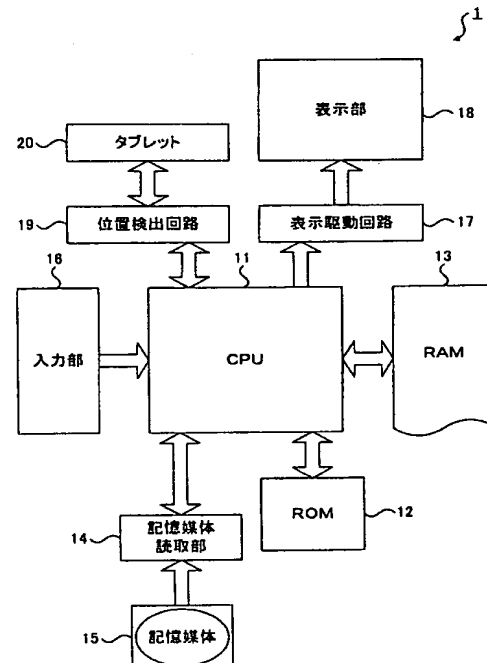 1
表示部
18
20
タブレット
19
位置検出回路
表示駆動回路
17
16
11
13
入力部
CPU
RAM
ROM
12
14
記憶媒体
読取部
15
記憶媒体